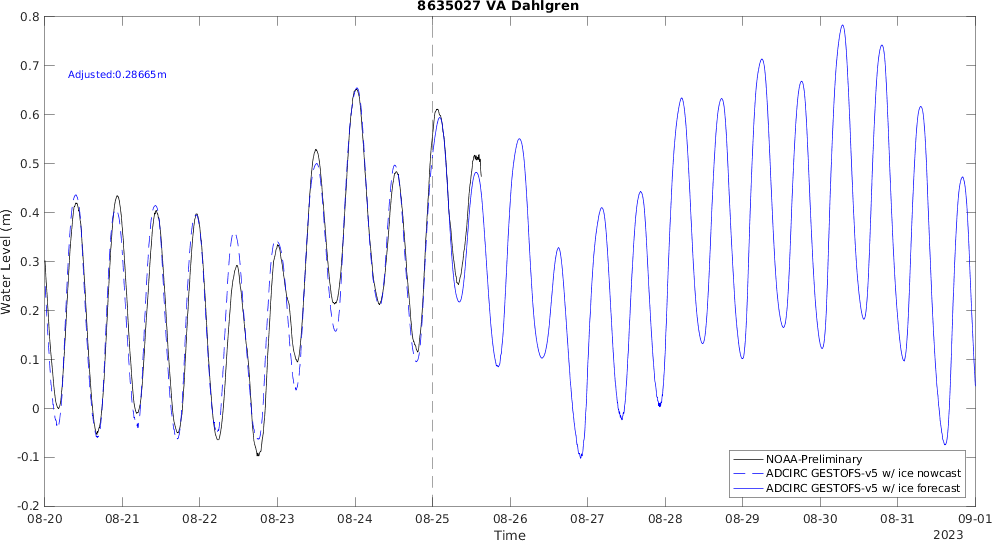 8635027 VA Dahlgren
Adjusted:0.28665m
Water Level (m)
0.8
0.7
0.6
0.5
0.4
0.3
0.2
0.1
0
-0.1
-0.2
NOAA-Preliminary
ADCIRC GESTOFS-v5 w/ ice nowcast
ADCIRC GESTOFS-v5 w/ ice forecast
08-20 08-21 08-22 08-23 08-24 08-25 08-26 08-27 08-28 08-29 08-30 08-31 09-01
Time
2023